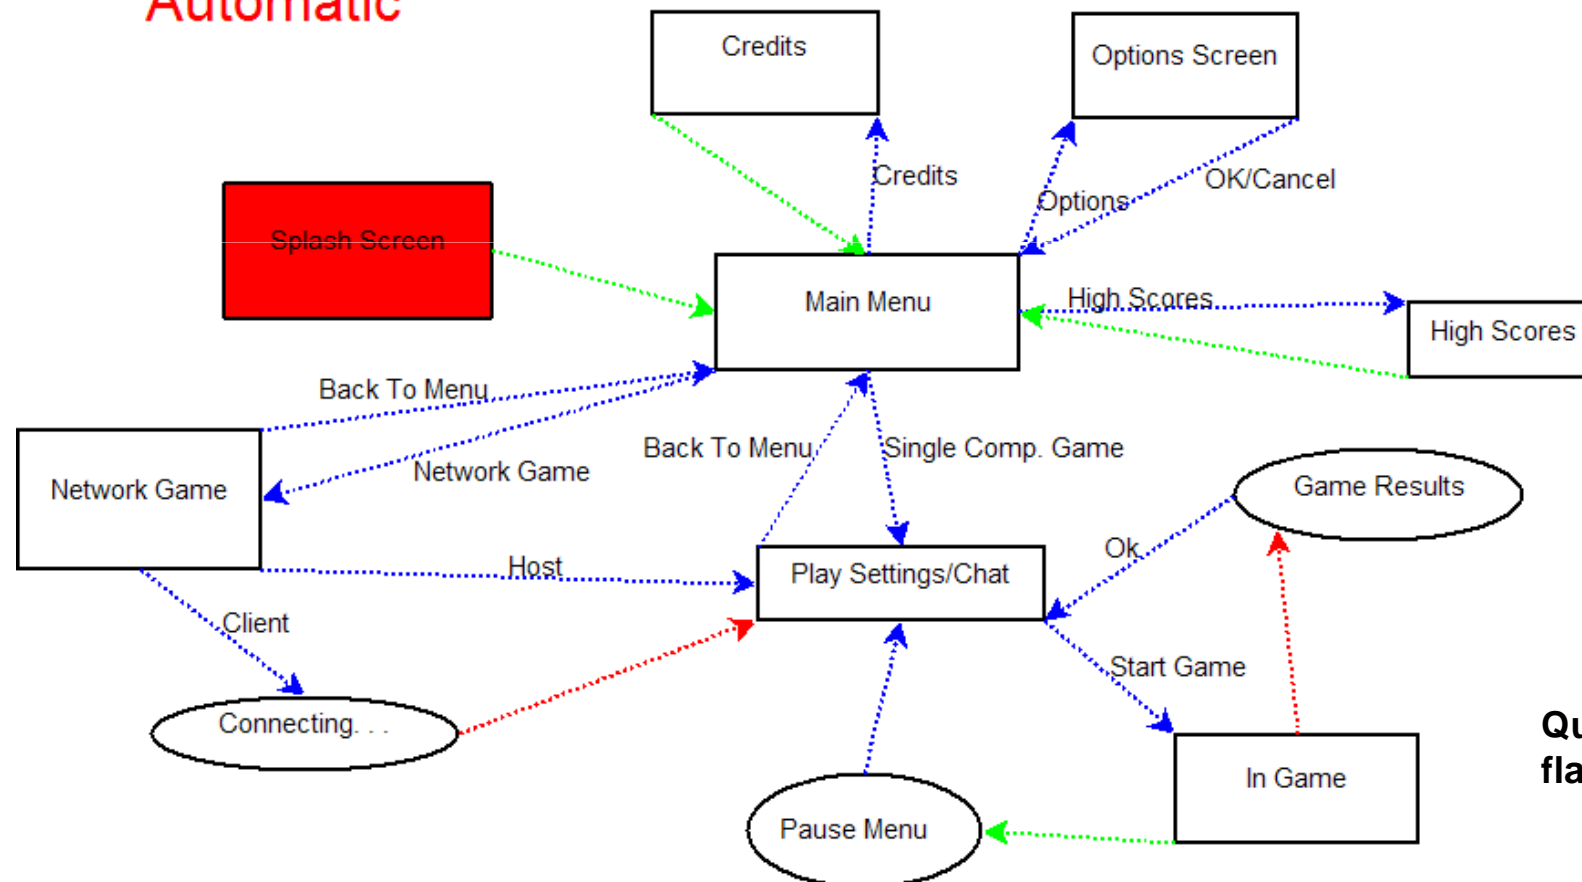 Automatic
Credits
Options Screen
Credits
OK/Cancel
Options
Splash Screen
Main Menu
High Scores
High Scores
Back To Menu
Network Game
Back To Menu
Single Comp. Game
Network Game
Game Results
Host
Ok
Play Settings/Chat
Client
Start Game
Connecting. . .
In Game
Pause Menu